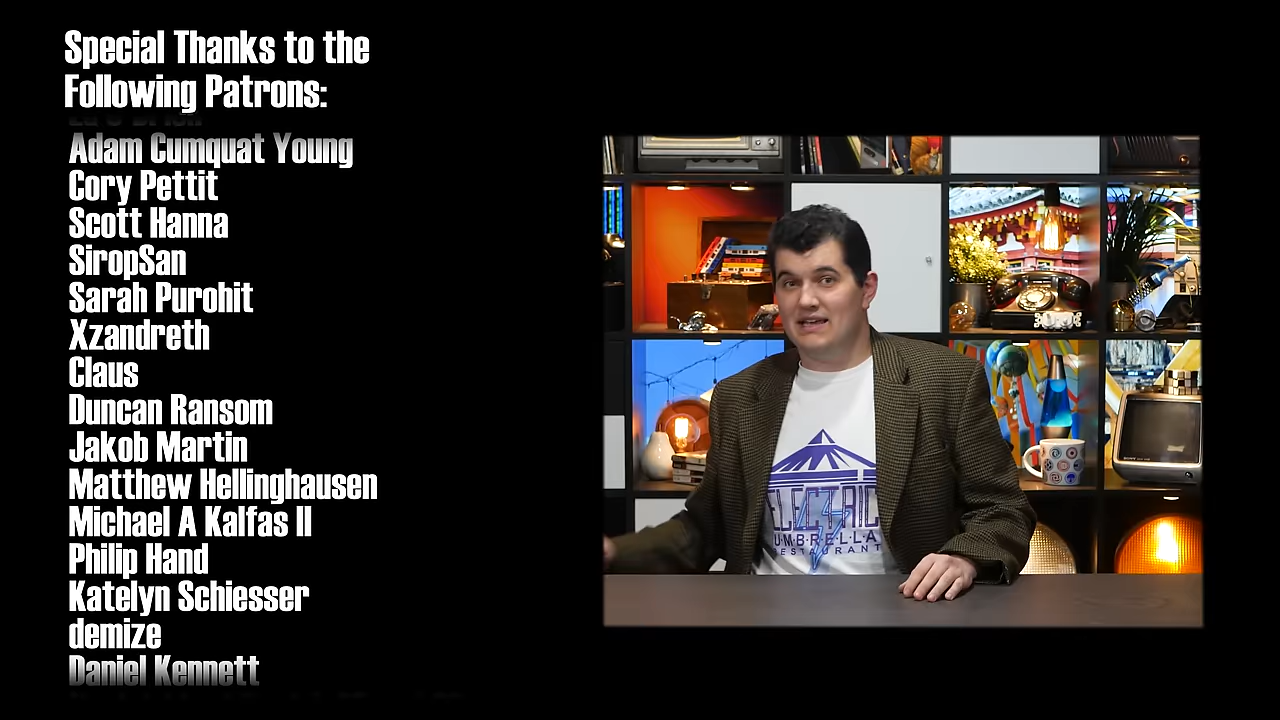 Special Thanks to the
Following Patrons:
Adam Cumquat Young
Cory Pettit
Scott Hanna
SiropSan
Sarah Purohit
Xzandreth
Claus
Duncan Ransom
Jakob Martin
Matthew Hellinghausen
Michael A Kalfas II
Philip Hand
Katelyn Schiesser
demize
Daniel Kennett
ELECTRIC
UMBRELLA
RESTAURANT
SONY